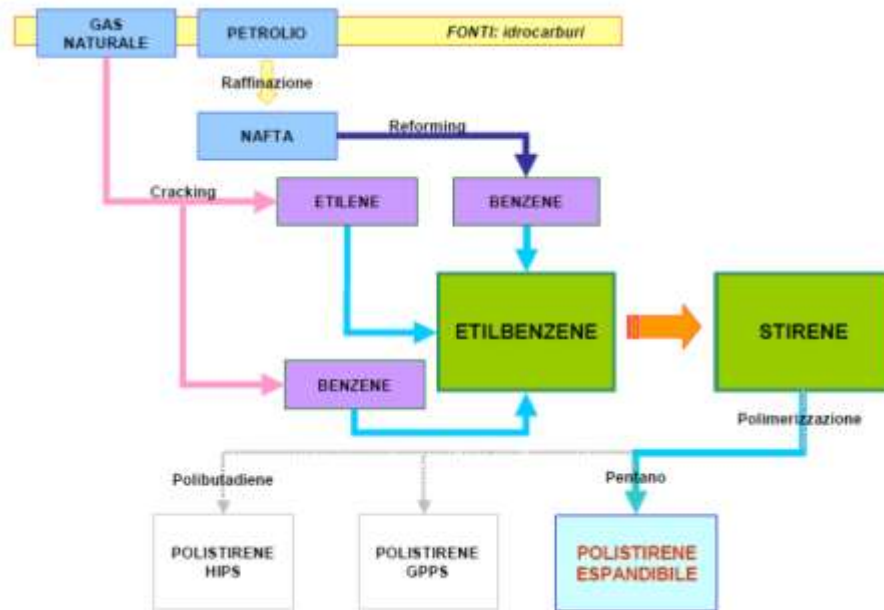 GAS
NATURALE
PETROLIO
FONTI: idrocarburi
Raffinazione
NAFTA
Reforming
Cracking
ETILENE
BENZENE
ETILBENZENE
STIRENE
BENZENE
Polimerizzazione
Polibutadiene
Pentano
POLISTIRENE
HIPS
POLISTIRENE
GPPS
POLISTIRENE
ESPANDIBILE